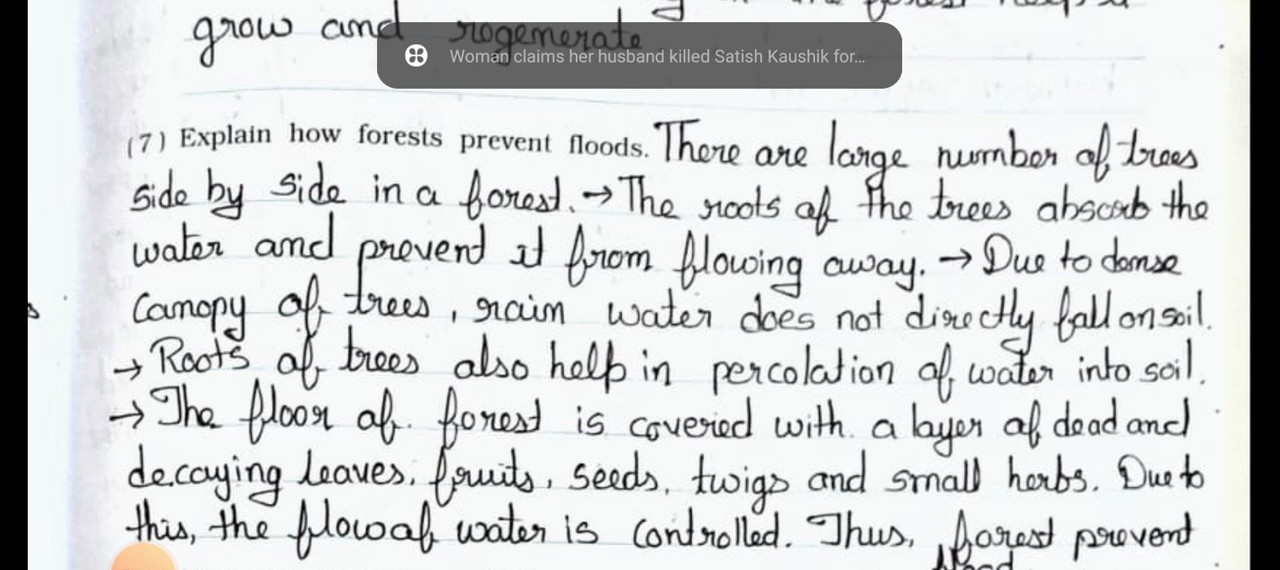 grow and regenerate
Woman claims her husband killed Satish Kaushik for...
(7) Explain how forests prevent floods. There are large number of trees
side by side in a forest. → The roots of the trees absorb the
water and prevent it from flowing away. → Due to dense
canopy of trees, rain water does not directly fall on soil.
→ Roots of trees also help in percolation of water into soil.
→ The floor of forest is covered with a layer of dead and
decaying leaves, fruits, seeds, twigs and small herbs. Due to
this, the flow of water is controlled. Thus, forest prevent